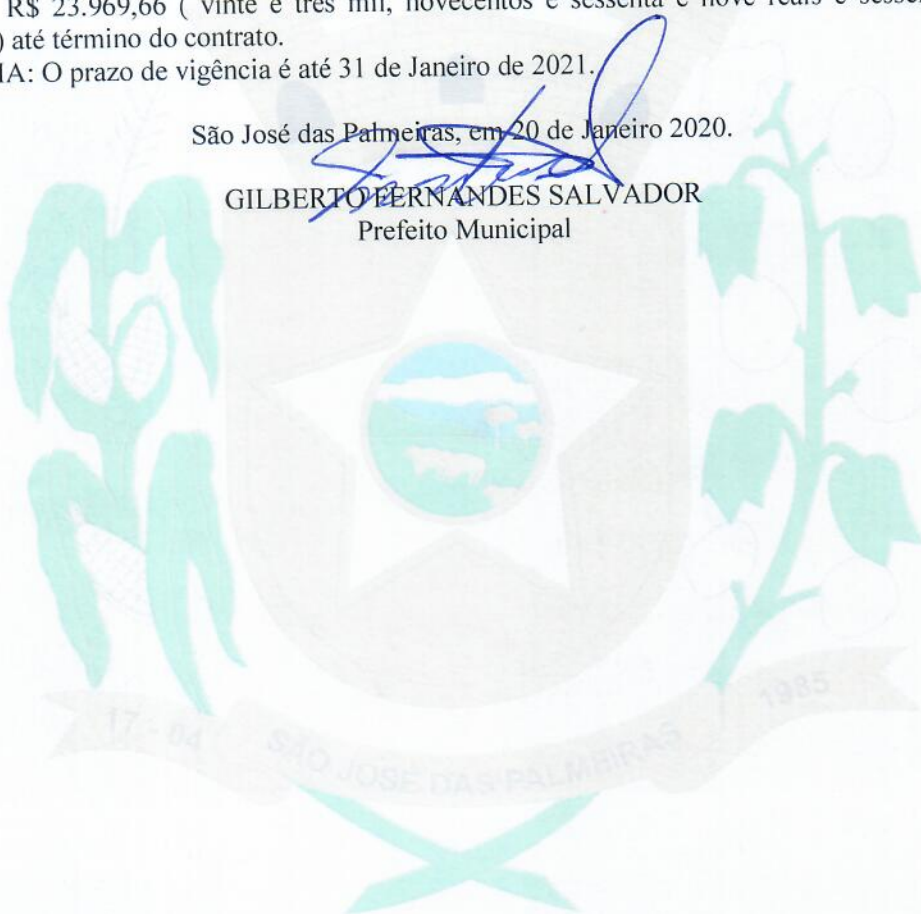 R$ 23.969,66 ( vinte e três mil, novecentos e sessenta e nove reais e
) até término do contrato.
IA: O prazo de vigência é até 31 de Janeiro de 2021.
São José das Palmeiras, em 20 de Janeiro 2020.
GILBERTO FERNANDES SALVADOR
Prefeito Municipal
17 - 04 SÃO JOSÉ DAS PALMEIRAS 1985